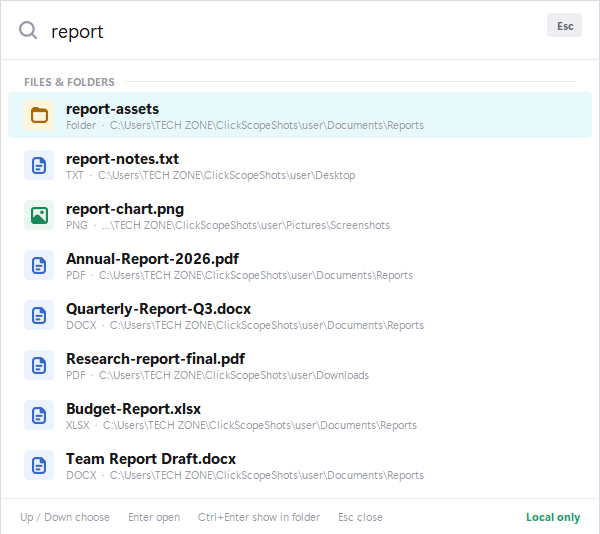 report
Esc
FILES & FOLDERS
report-assets
Folder · C:\Users\TECH ZONE\ClickScopeShots\user\Documents\Reports
report-notes.txt
TXT · C:\Users\TECH ZONE\ClickScopeShots\user\Desktop
report-chart.png
PNG · ...\TECH ZONE\ClickScopeShots\user\Pictures\Screenshots
Annual-Report-2026.pdf
PDF · C:\Users\TECH ZONE\ClickScopeShots\user\Documents\Reports
Quarterly-Report-Q3.docx
DOCX · C:\Users\TECH ZONE\ClickScopeShots\user\Documents\Reports
Research-report-final.pdf
PDF · C:\Users\TECH ZONE\ClickScopeShots\user\Downloads
Budget-Report.xlsx
XLSX · C:\Users\TECH ZONE\ClickScopeShots\user\Documents\Reports
Team Report Draft.docx
DOCX · C:\Users\TECH ZONE\ClickScopeShots\user\Documents\Reports
Up / Down choose Enter open Ctrl+Enter show in folder Esc close Local only